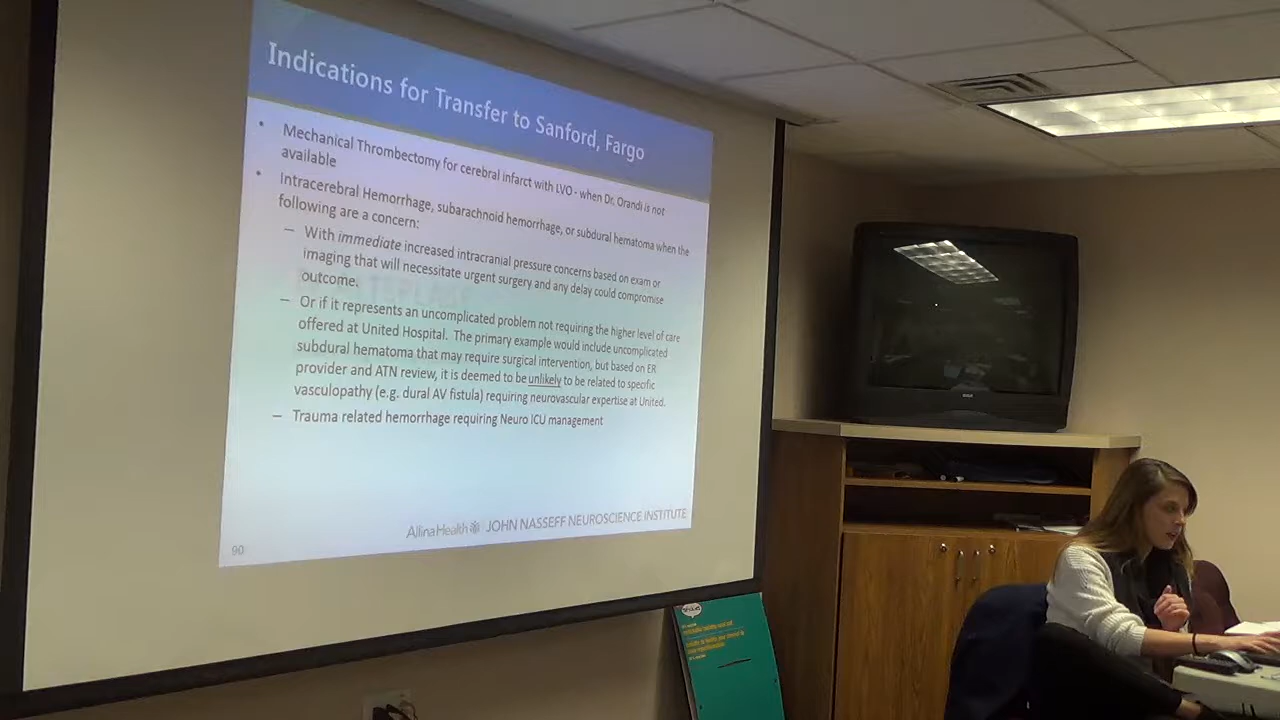 Indications for Transfer to Sanford, Fargo
• Mechanical Thrombectomy for cerebral infarct with LVO - when Dr. Orandi is not
available
• Intracerebral Hemorrhage, subarachnoid hemorrhage, or subdural hematoma when the
following are a concern:
– With immediate increased intracranial pressure concerns based on exam or
imaging that will necessitate urgent surgery and any delay could compromise
outcome.
– Or if it represents an uncomplicated problem not requiring the higher level of care
offered at United Hospital. The primary example would include uncomplicated
subdural hematoma that may require surgical intervention, but based on ER
provider and ATN review, it is deemed to be unlikely to be related to specific
vasculopathy (e.g. dural AV fistula) requiring neurovascular expertise at United.
– Trauma related hemorrhage requiring Neuro ICU management
AllinaHealth JOHN NASSEFF NEUROSCIENCE INSTITUTE
90